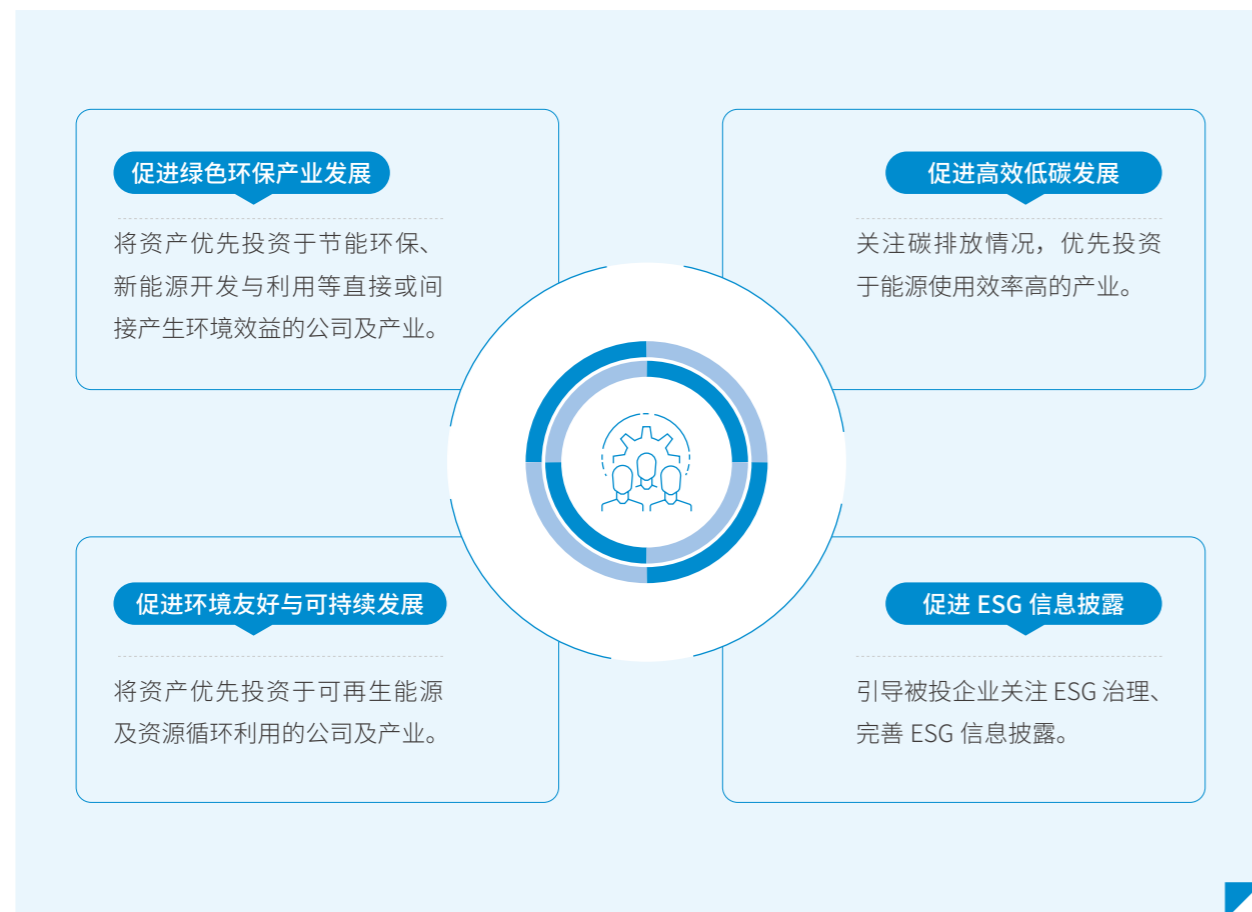 促进绿色环保产业发展
将资产优先投资于节能环保、
新能源开发与利用等直接或间
接产生环境效益的公司及产业。
促进高效低碳发展
关注碳排放情况，优先投资
于能源使用效率高的产业。
促进环境友好与可持续发展
将资产优先投资于可再生能源
及资源循环利用的公司及产业。
促进 ESG 信息披露
引导被投企业关注 ESG 治理、
完善 ESG 信息披露。